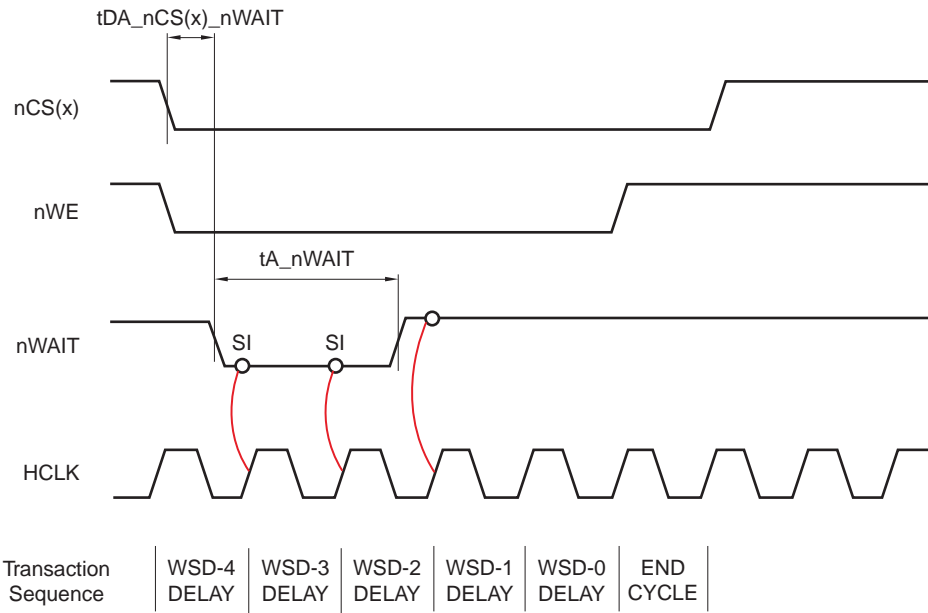 tDA_nCS(x)_nWAIT
nCS(x)
nWE
tA_nWAIT
nWAIT
SI SI
HCLK
Transaction Sequence
WSD-4 DELAY
WSD-3 DELAY
WSD-2 DELAY
WSD-1 DELAY
WSD-0 DELAY
END CYCLE